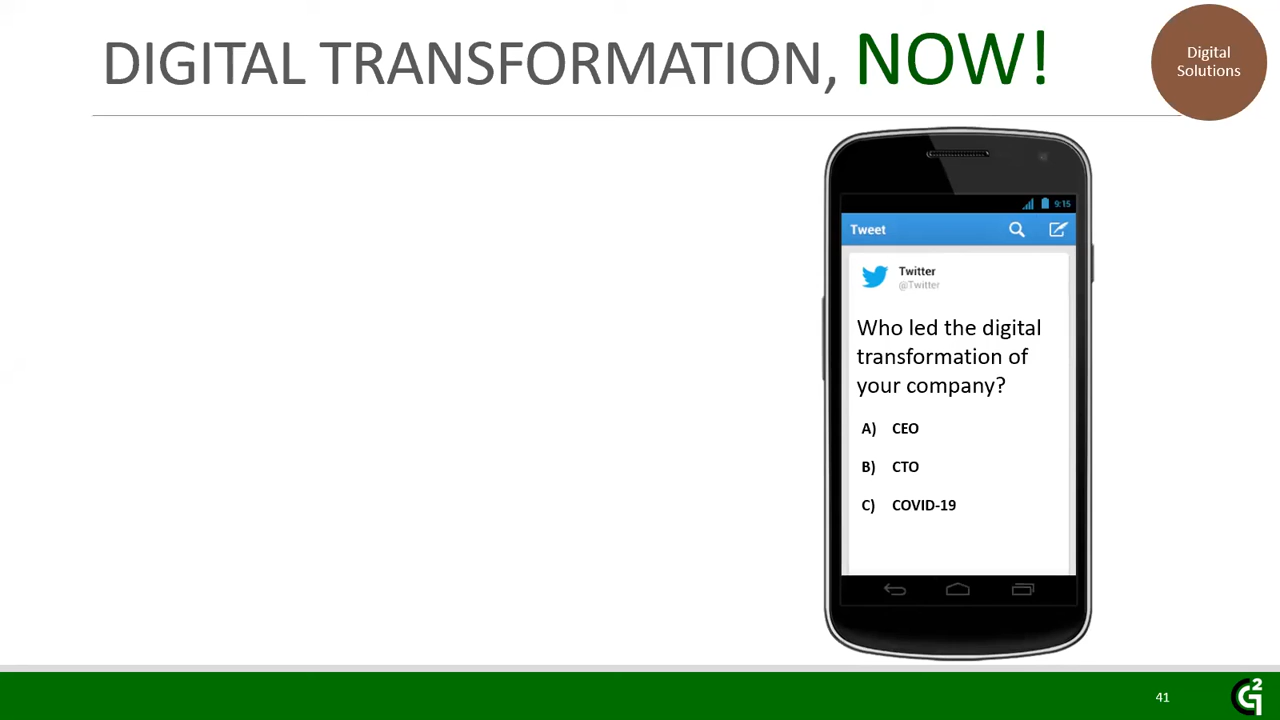 DIGITAL TRANSFORMATION, NOW!
Digital
Solutions
9:15
Tweet
Twitter
@Twitter
Who led the digital
transformation of
your company?
A) CEO
B) CTO
C) COVID-19
41
G2